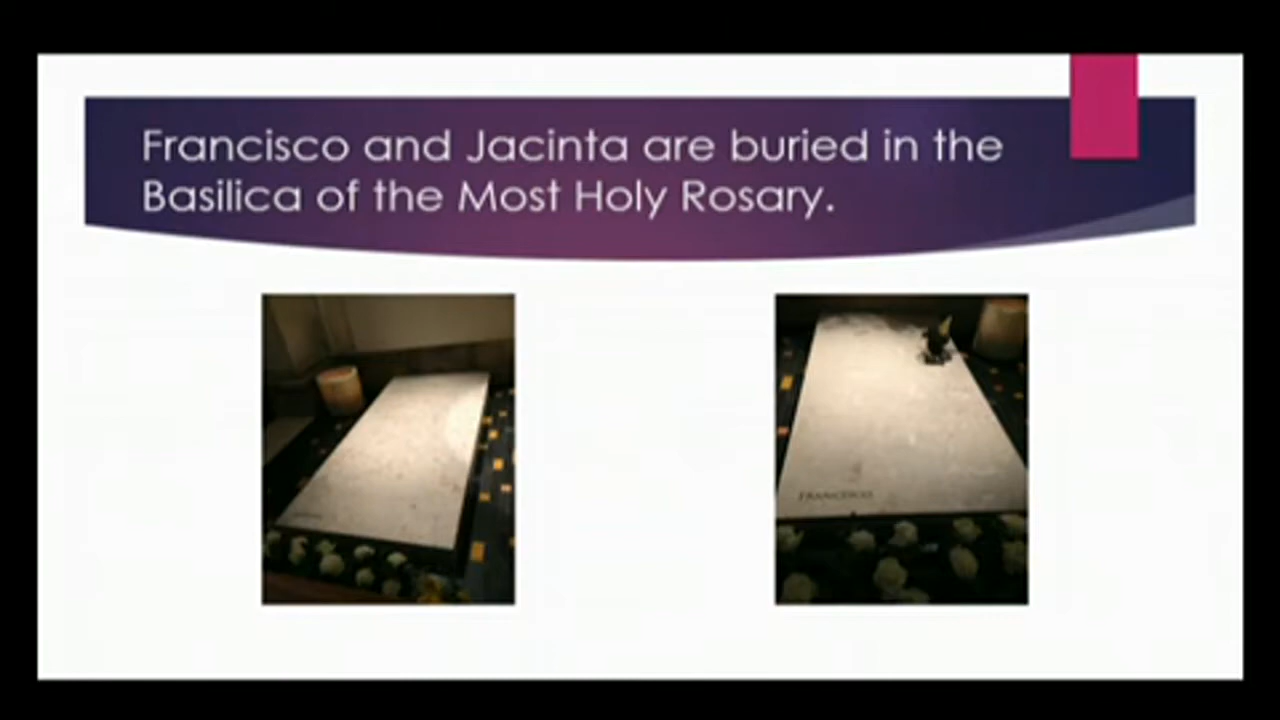 Francisco and Jacinta are buried in the
Basilica of the Most Holy Rosary.
FRANCISCO